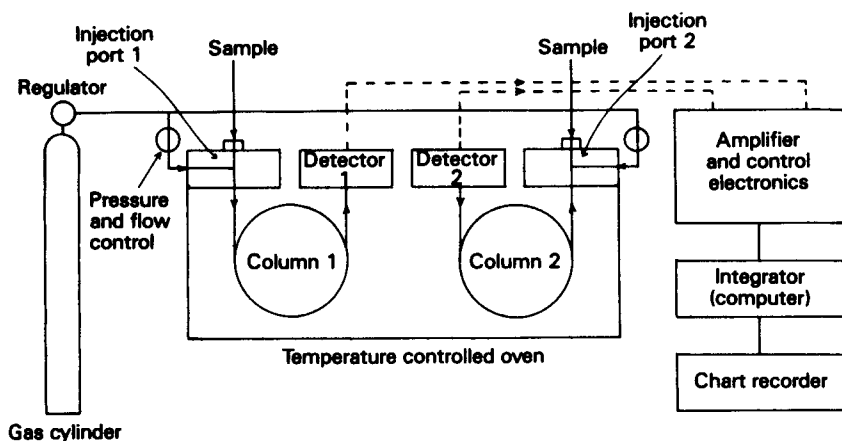 Injection
port 1
Sample
Sample
Injection
port 2
Regulator
Detector
1
Detector
2
Amplifier
and control
electronics
Pressure
and flow
control
Column 1
Column 2
Integrator
(computer)
Temperature controlled oven
Chart recorder
Gas cylinder